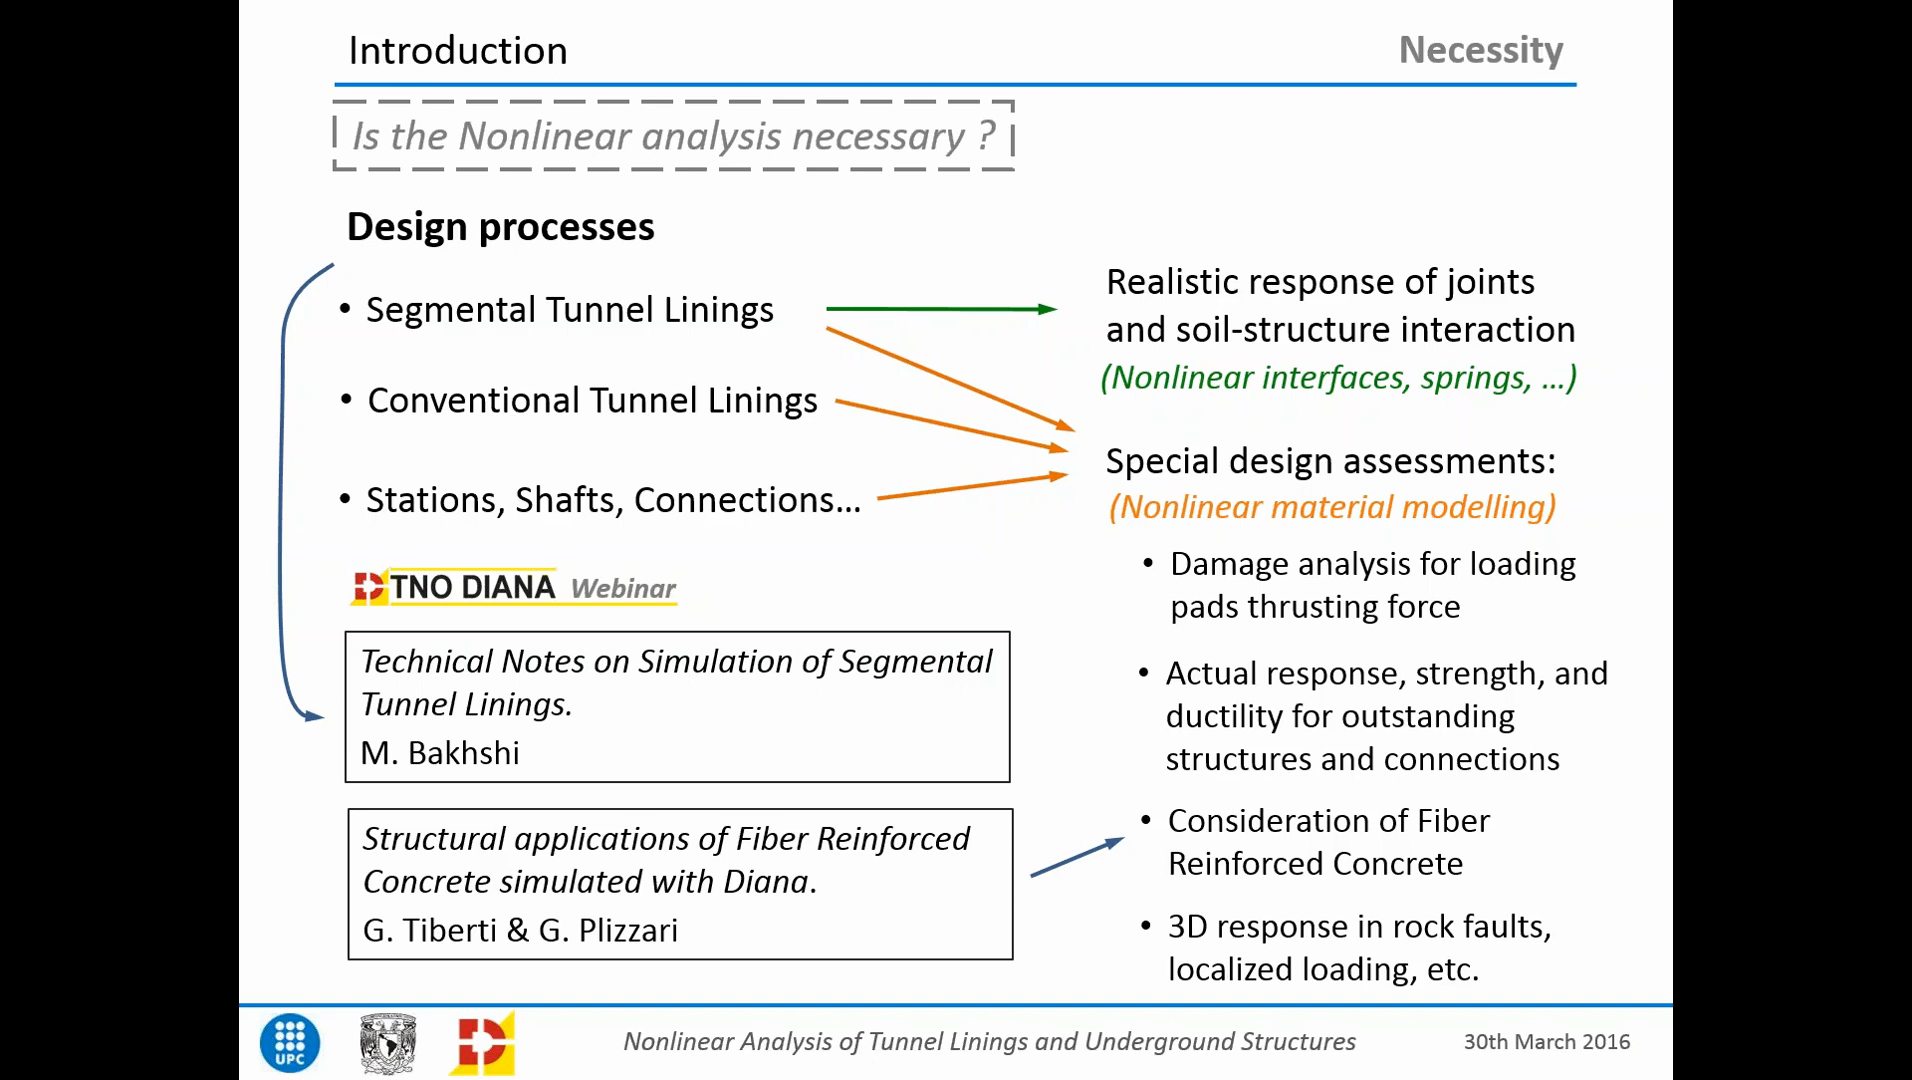 Introduction
Necessity
Is the Nonlinear analysis necessary ?
Design processes
• Segmental Tunnel Linings
• Conventional Tunnel Linings
• Stations, Shafts, Connections…
TNO DIANA Webinar
Technical Notes on Simulation of Segmental
Tunnel Linings.
M. Bakhshi
Structural applications of Fiber Reinforced
Concrete simulated with Diana.
G. Tiberti & G. Plizzari
Realistic response of joints
and soil-structure interaction
(Nonlinear interfaces, springs, …)
Special design assessments:
(Nonlinear material modelling)
• Damage analysis for loading
pads thrusting force
• Actual response, strength, and
ductility for outstanding
structures and connections
• Consideration of Fiber
Reinforced Concrete
• 3D response in rock faults,
localized loading, etc.
UPC
Nonlinear Analysis of Tunnel Linings and Underground Structures
30th March 2016